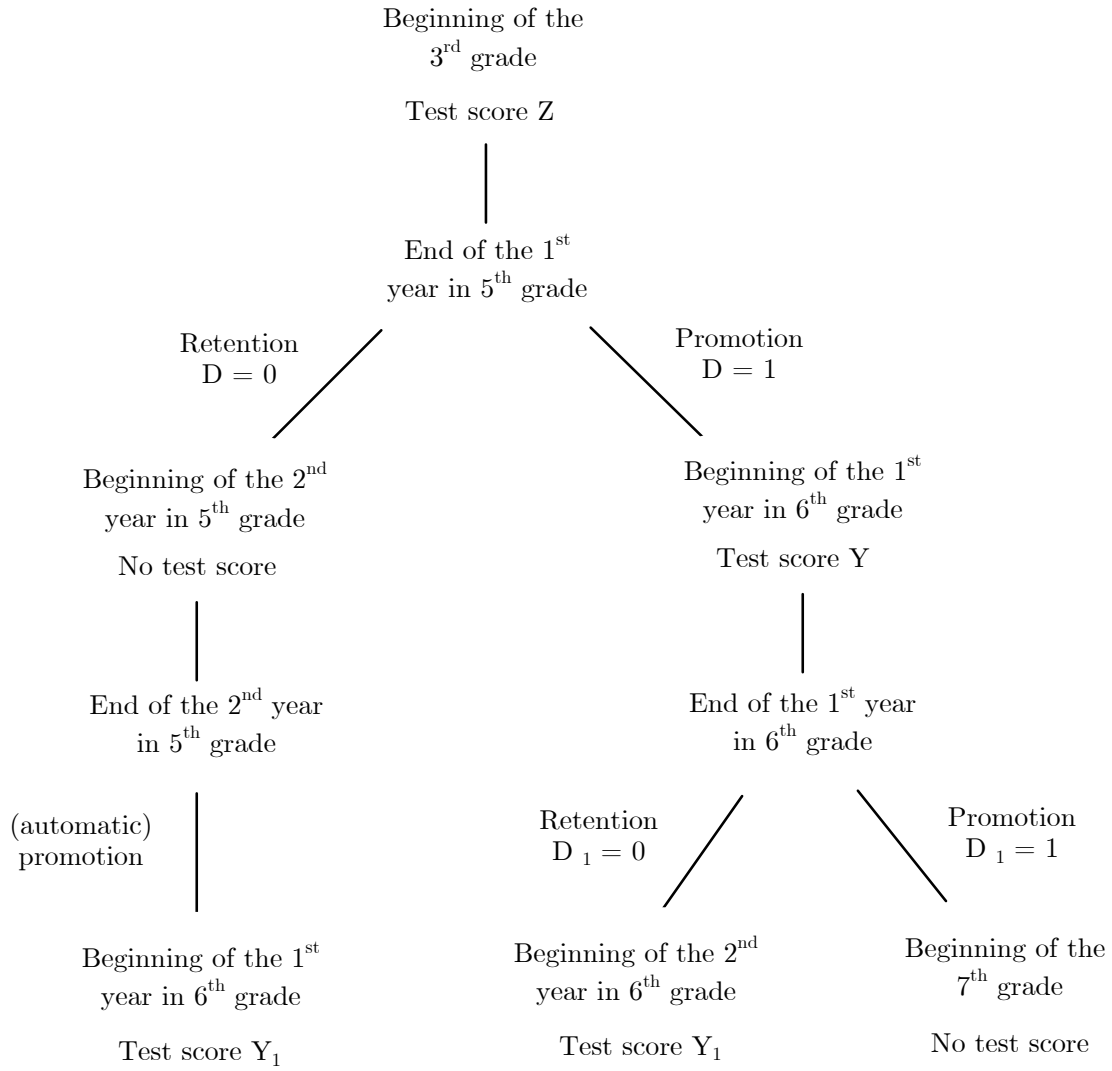 Beginning of the
3rd grade
Test score Z
End of the 1st
year in 5th grade
Retention
D = 0
Promotion
D = 1
Beginning of the 2nd
year in 5th grade
No test score
Beginning of the 1st
year in 6th grade
Test score Y
End of the 2nd year
in 5th grade
End of the 1st year
in 6th grade
(automatic)
promotion
Retention
D 1 = 0
Promotion
D 1 = 1
Beginning of the 1st
year in 6th grade
Test score Y1
Beginning of the 2nd
year in 6th grade
Test score Y1
Beginning of the
7th grade
No test score